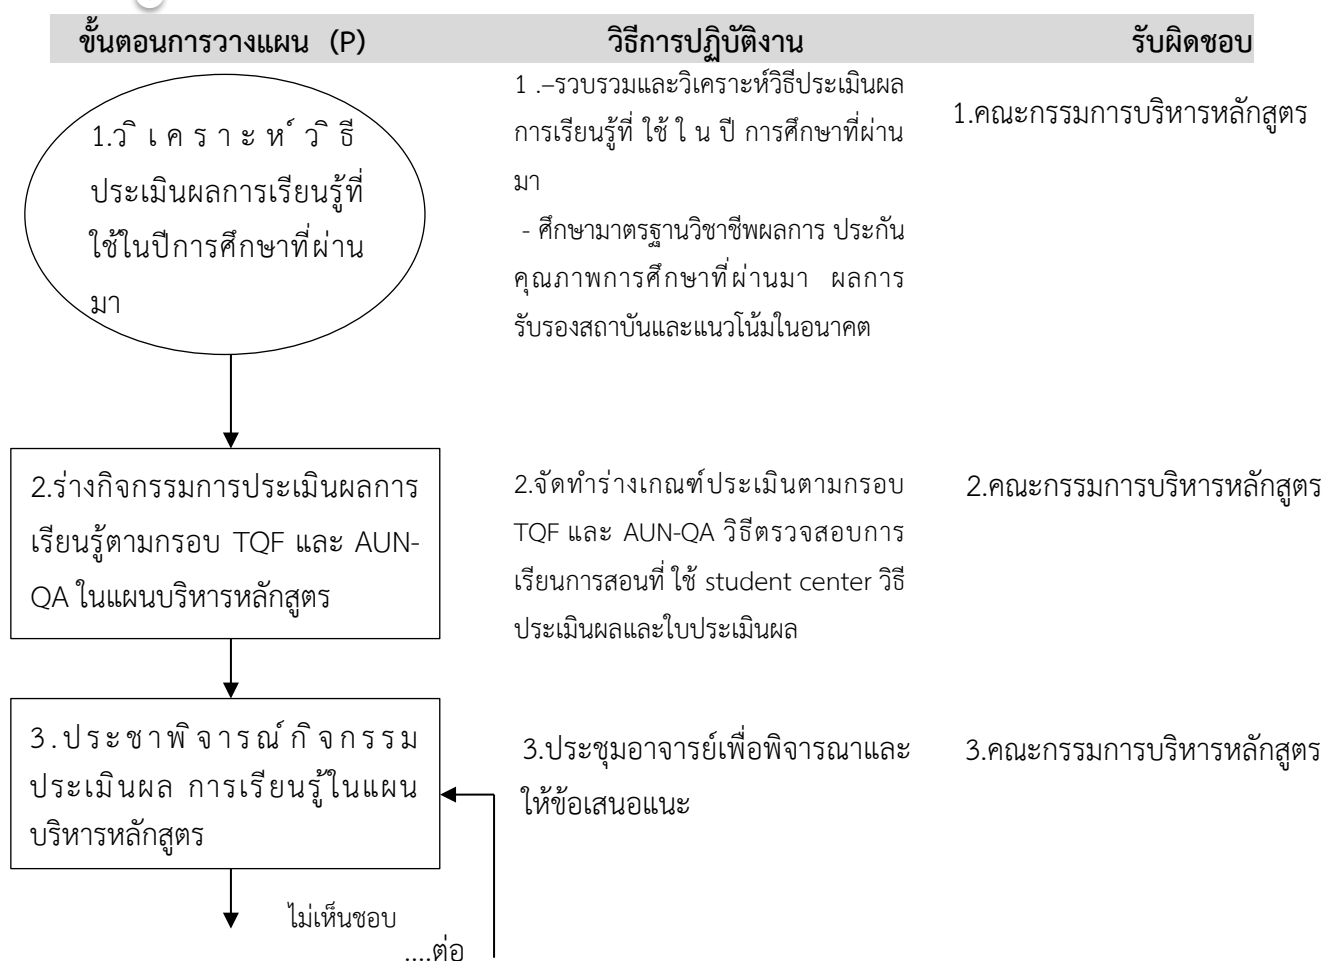 ขั้นตอนการวางแผน (P) วิธีการปฏิบัติงาน รับผิดชอบ
1.วิเคราะห์วิธี
ประเมินผลการเรียนรู้ที่
ใช้ในปีการศึกษาที่ผ่าน
มา
1 .–รวบรวมและวิเคราะห์วิธีประเมินผล
การเรียนรู้ที่ ใช้ ใ น ปี การศึกษาที่ผ่าน
มา
- ศึกษามาตรฐานวิชาชีพผลการ ประกัน
คุณภาพการศึกษาที่ผ่านมา ผลการ
รับรองสถาบันและแนวโน้มในอนาคต
1.คณะกรรมการบริหารหลักสูตร
2.ร่างกิจกรรมการประเมินผลการ
เรียนรู้ตามกรอบ TQF และ AUN-
QA ในแผนบริหารหลักสูตร
2.จัดทำร่างเกณฑ์ประเมินตามกรอบ
TQF และ AUN-QA วิธีตรวจสอบการ
เรียนการสอนที่ ใช้ student center วิธี
ประเมินผลและใบประเมินผล
2.คณะกรรมการบริหารหลักสูตร
3.ประชาพิจารณ์กิจกรรม
ประเมินผล การเรียนรู้ในแผน
บริหารหลักสูตร
3.ประชุมอาจารย์เพื่อพิจารณาและ
ให้ข้อเสนอแนะ
3.คณะกรรมการบริหารหลักสูตร
ไม่เห็นชอบ
....ต่อ